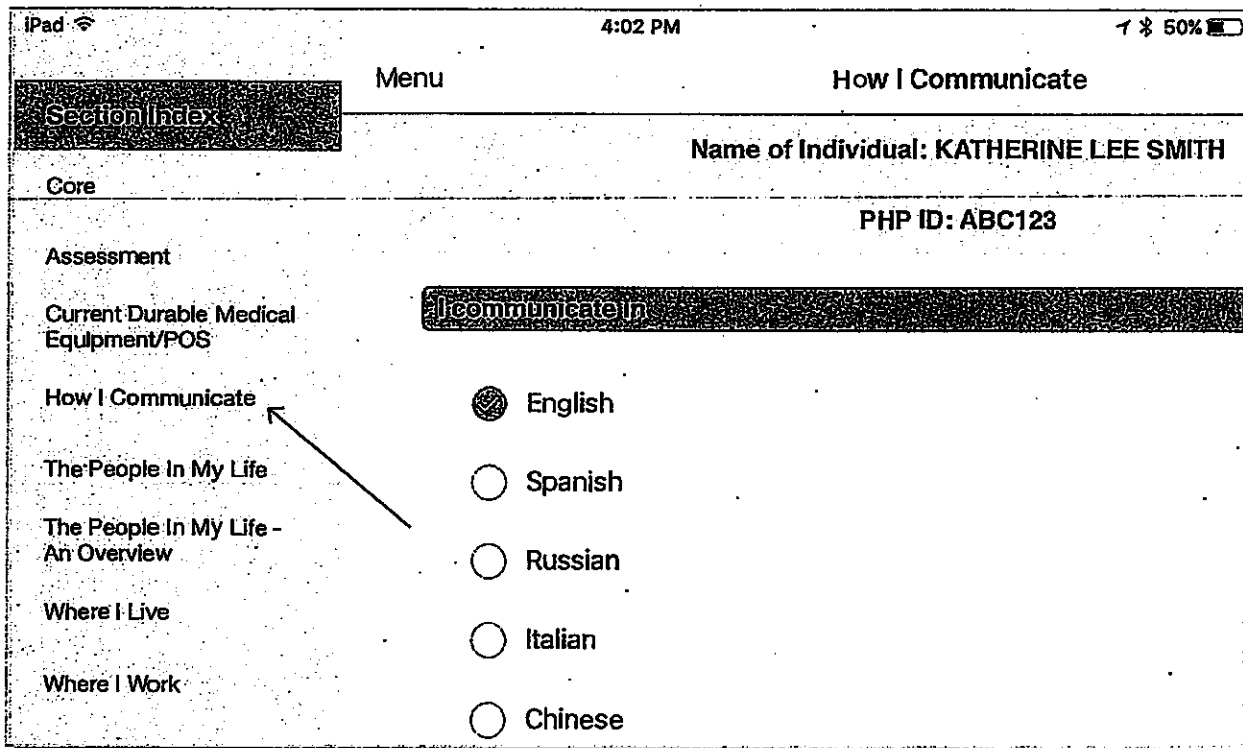 iPad 4:02 PM 50%
Menu How I Communicate
Section Index
Name of Individual: KATHERINE LEE SMITH
Core
PHP ID: ABC123
Assessment
I communicate in
Current Durable Medical
Equipment/POS
How I Communicate
English
The People In My Life
Spanish
The People In My Life -
An Overview
Russian
Where I Live
Italian
Where I Work
Chinese